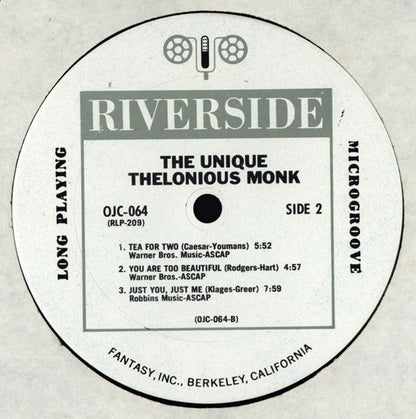 RIVERSIDE
THE UNIQUE
THELONIOUS MONK
LONG PLAYING
MICROGROOVE
OJC-064
(RLP-209)
SIDE 2
1. TEA FOR TWO (Caesar-Youmans) 5:52
Warner Bros. Music-ASCAP
2. YOU ARE TOO BEAUTIFUL (Rodgers-Hart) 4:57
Warner Bros.-ASCAP
3. JUST YOU, JUST ME (Klages-Greer) 7:59
Robbins Music-ASCAP
(OJC-064-B)
FANTASY, INC., BERKELEY, CALIFORNIA